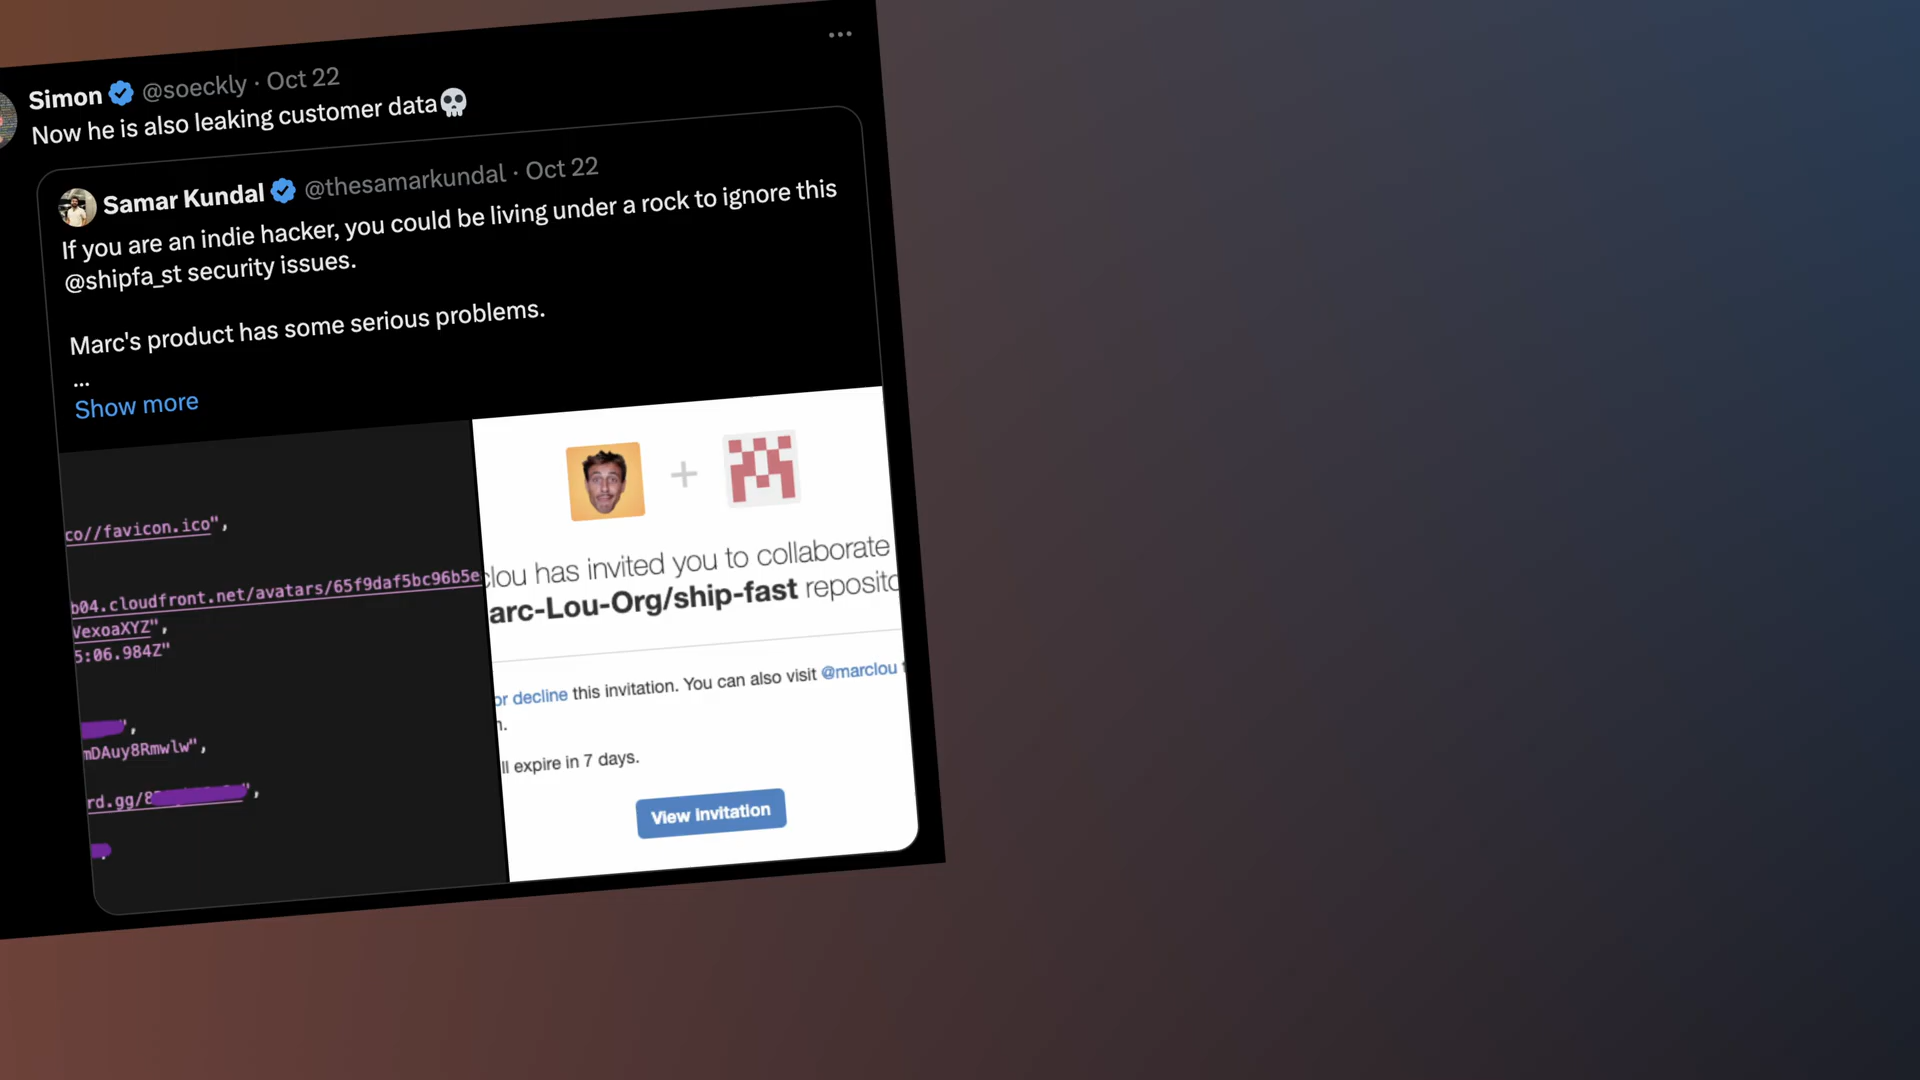 Simon @soeckly · Oct 22
Now he is also leaking customer data💀
Samar Kundal @thesamarkundal · Oct 22
If you are an indie hacker, you could be living under a rock to ignore this
@shipfa_st security issues.
Marc's product has some serious problems.
...
Show more
co//favicon.ico",
b04.cloudfront.net/avatars/65f9daf5bc96b5e
VexoaXYZ",
5:06.984Z"
",
mDAuy8Rmwlw",
rd.gg/8 ",
clou has invited you to collaborate
arc-Lou-Org/ship-fast reposito
or decline this invitation. You can also visit @marclou
n.
ll expire in 7 days.
View invitation